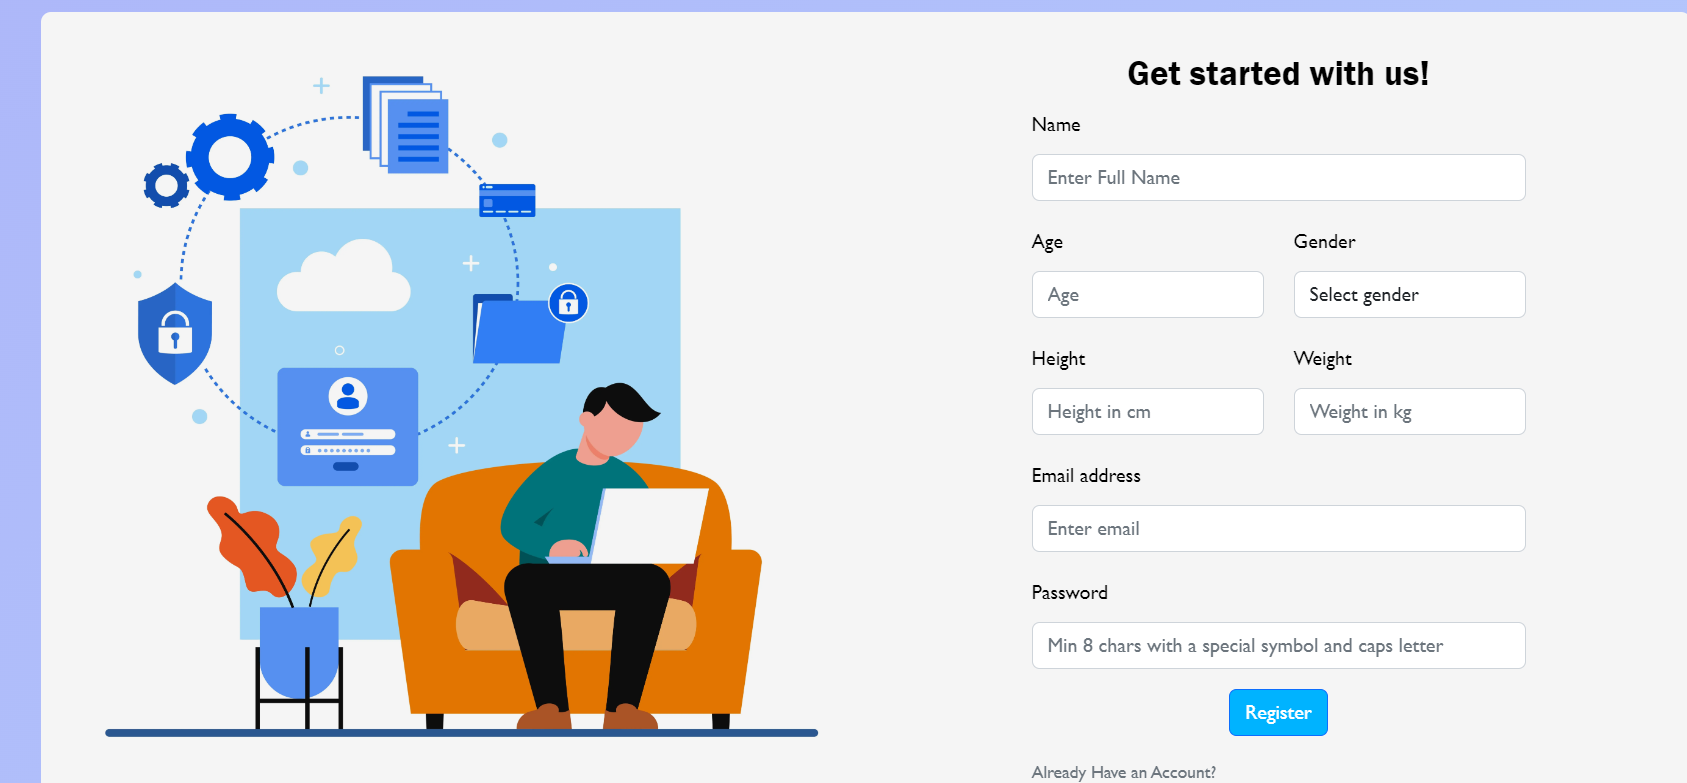 Get started with us!
Name
Enter Full Name
Age
Gender
Age
Select gender
Height
Weight
Height in cm
Weight in kg
Email address
Enter email
Password
Min 8 chars with a special symbol and caps letter
Register
Already Have an Account?